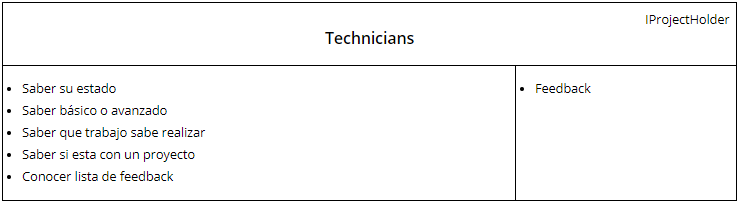 IProjectHolder
Technicians
Saber su estado
Saber básico o avanzado
Saber que trabajo sabe realizar
Saber si esta con un proyecto
Conocer lista de feedback
Feedback